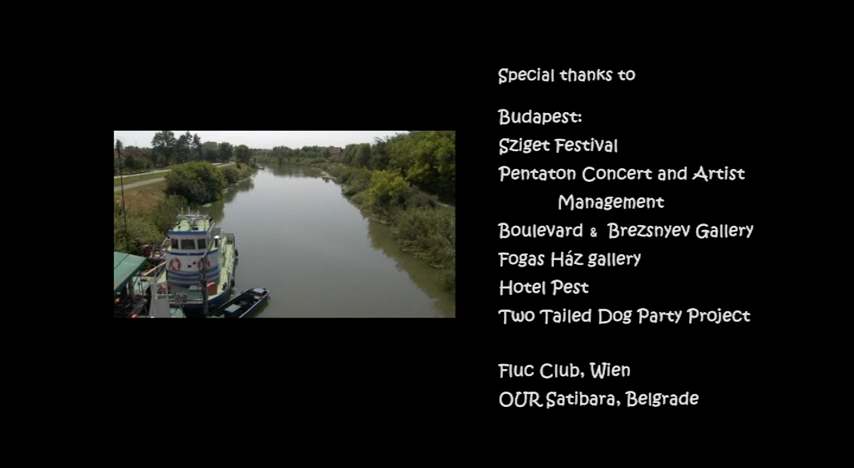 Special thanks to
Budapest:
Sziget Festival
Pentaton Concert and Artist
Management
Boulevard & Brezsnyev Gallery
Fogas Ház gallery
Hotel Pest
Two Tailed Dog Party Project
Fluc Club, Wien
OUR Satibara, Belgrade